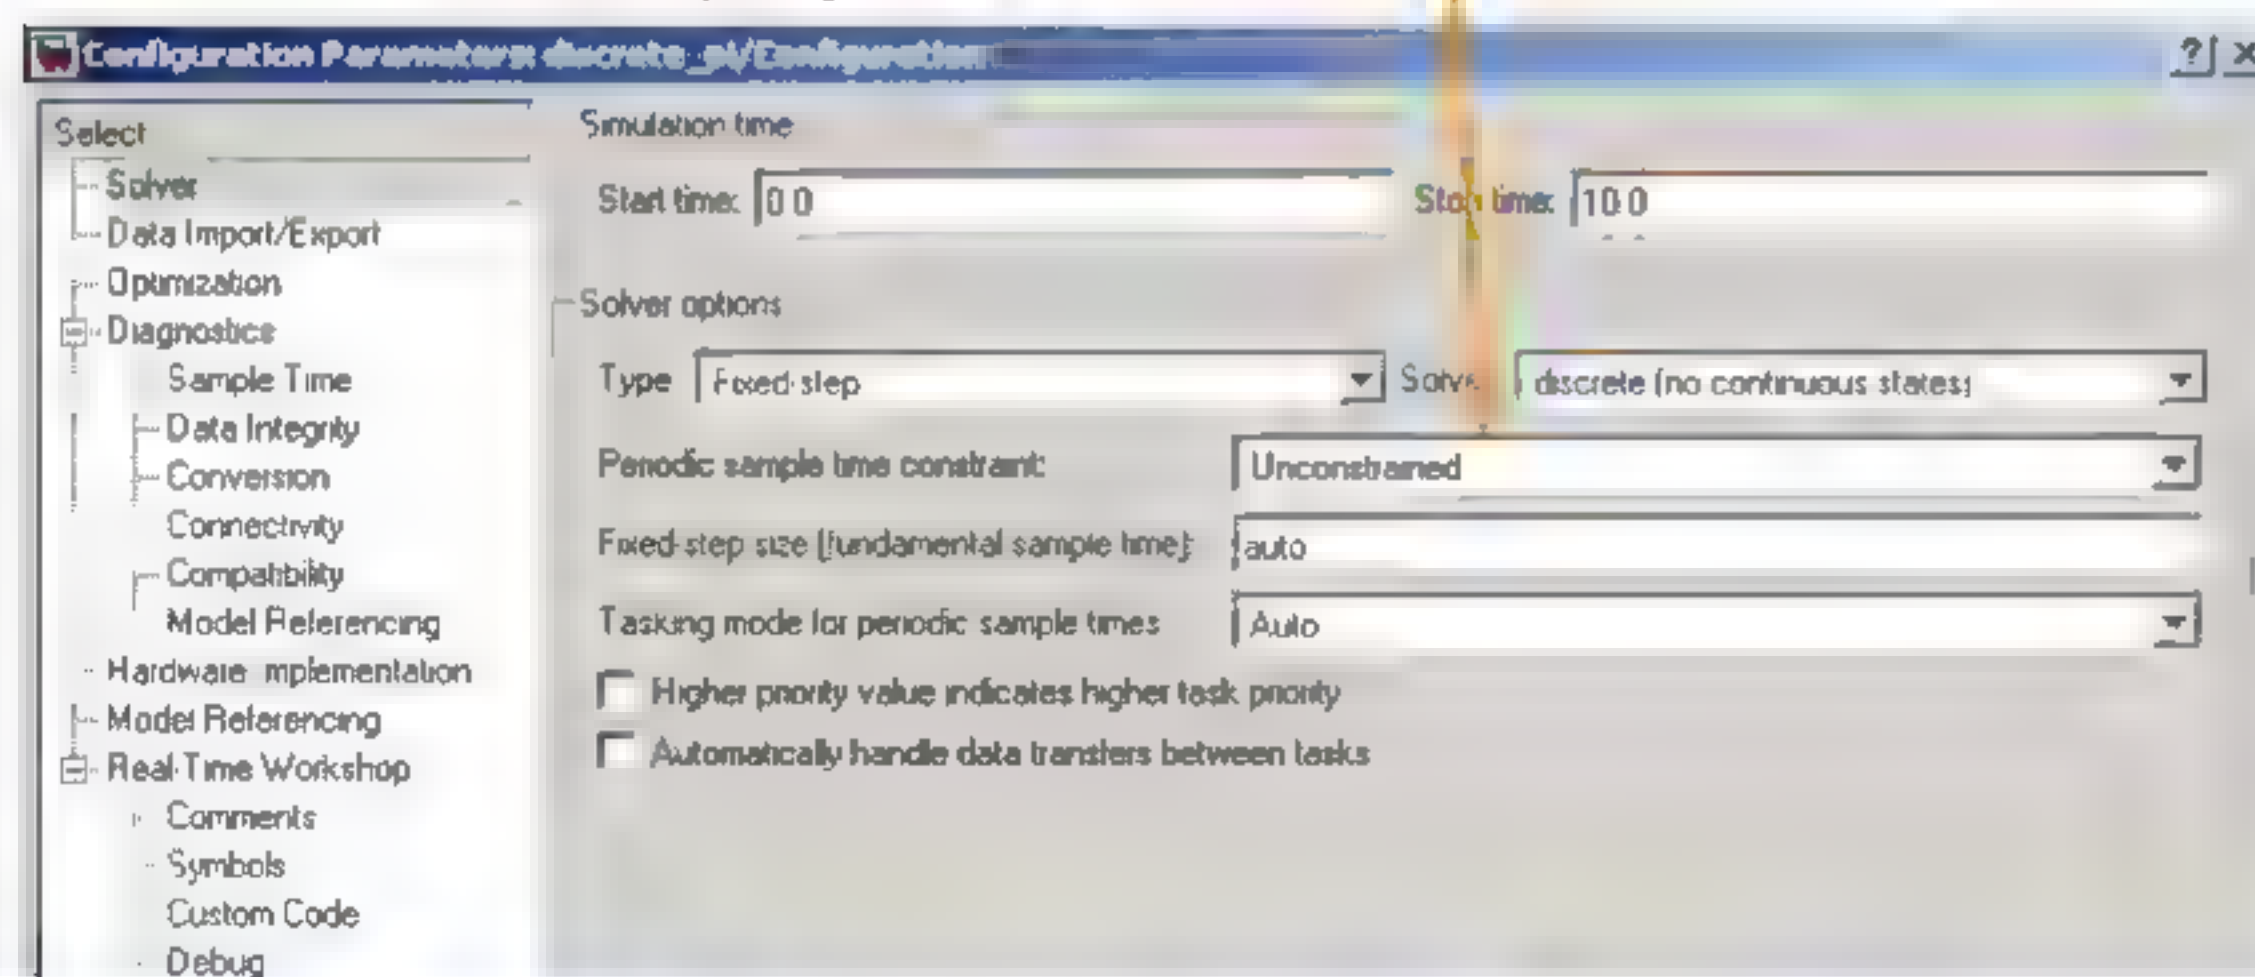 Configuration Parameters: discrete_pi/Configuration
Select
Solver
Data Import/Export
Optimization
Diagnostics
Sample Time
Data Integrity
Conversion
Connectivity
Compatibility
Model Referencing
Hardware Implementation
Model Referencing
Real-Time Workshop
Comments
Symbols
Custom Code
Debug
Simulation time
Start time: 0.0 Stop time: 10.0
Solver options
Type Fixed-step Solver discrete (no continuous states)
Periodic sample time constraint: Unconstrained
Fixed-step size (fundamental sample time): auto
Tasking mode for periodic sample times Auto
Higher priority value indicates higher task priority
Automatically handle data transfers between tasks